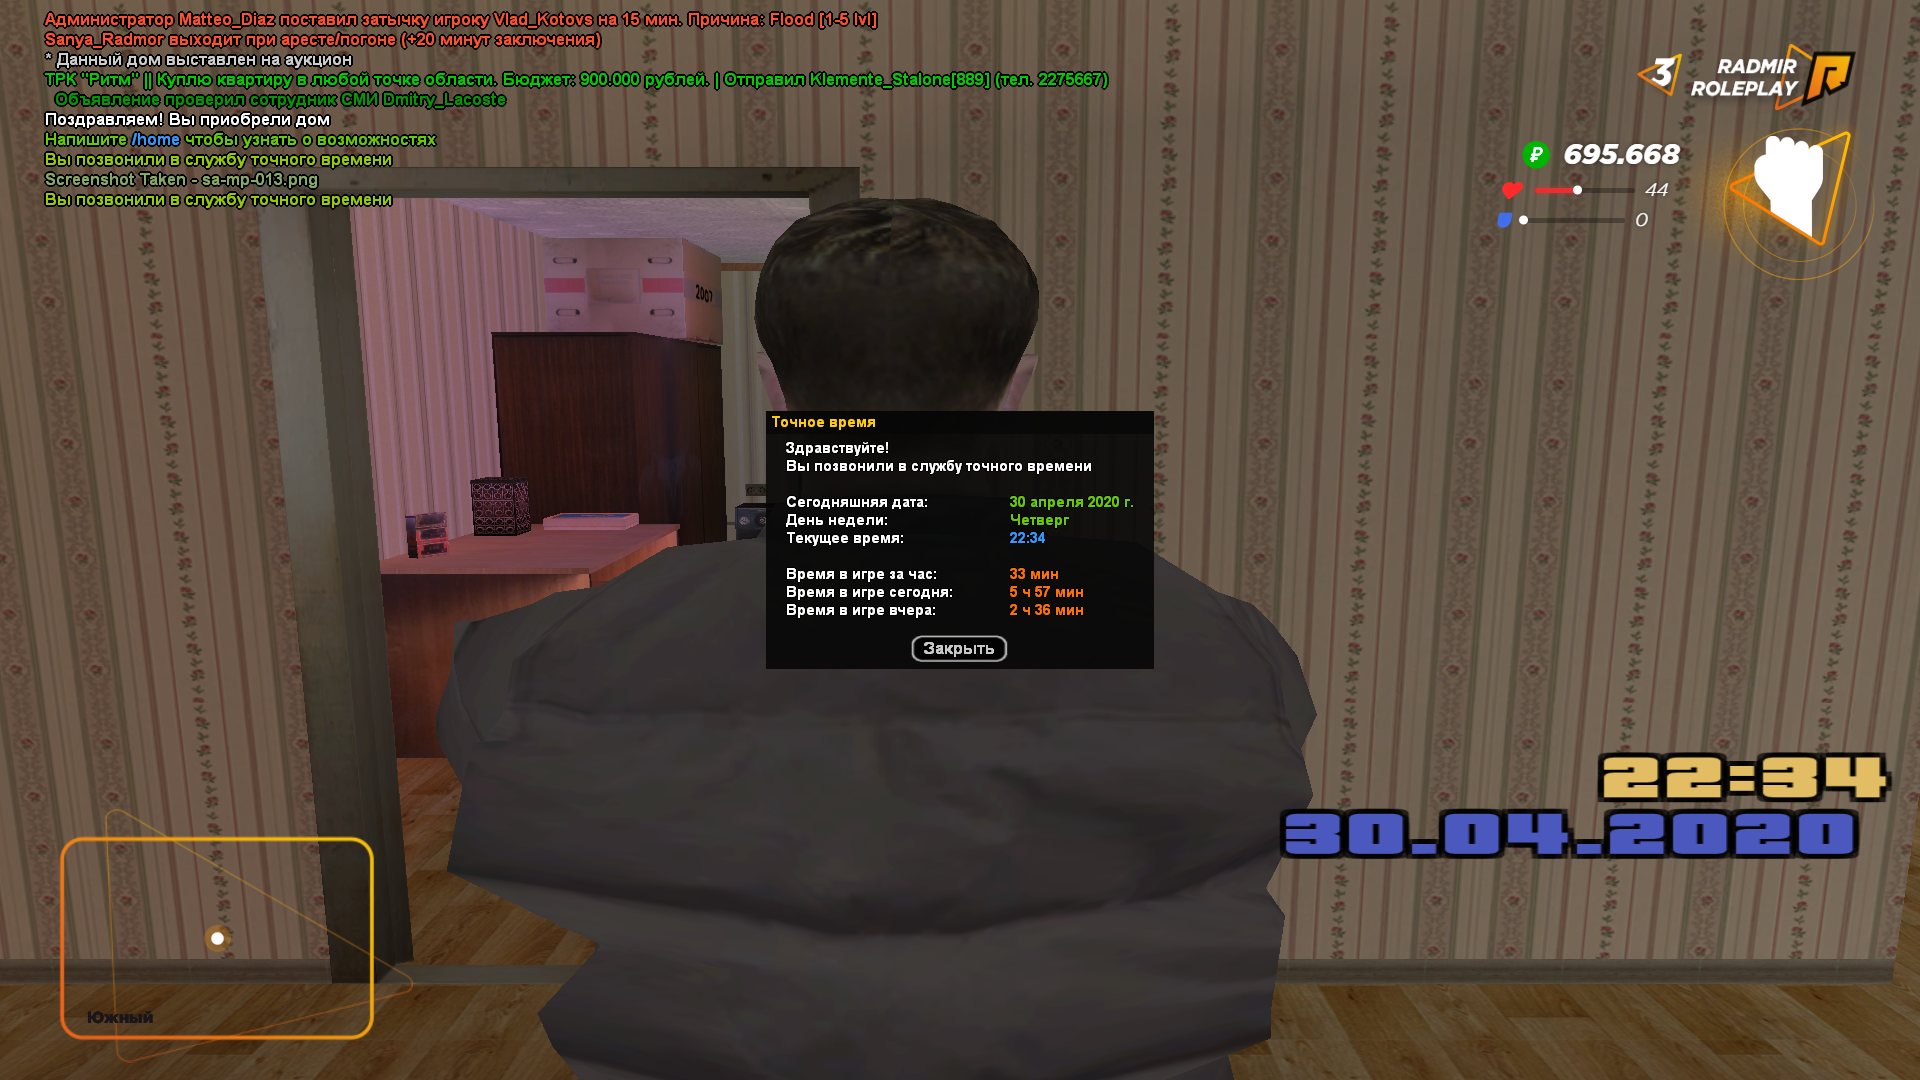 Администратор Matteo_Diaz поставил затычку игроку Vlad_Kotovs на 15 мин. Причина: Flood [1-5 lvl]
Sanya_Radmor выходит при аресте/погоне (+20 минут заключения)
* Данный дом выставлен на аукцион
ТРК "Ритм" || Куплю квартиру в любой точке области. Бюджет: 900.000 рублей. | Отправил Klemente_Stalone[889] (тел. 2275667)
Объявление проверил сотрудник СМИ Dmitry_Lacoste
Поздравляем! Вы приобрели дом
Напишите /home чтобы узнать о возможностях
Вы позвонили в службу точного времени
Screenshot Taken - sa-mp-013.png
Вы позвонили в службу точного времени
3 RADMIR
ROLEPLAY
₽ 695.668
44
0
2007
Точное время
Здравствуйте!
Вы позвонили в службу точного времени
Сегодняшняя дата: 30 апреля 2020 г.
День недели: Четверг
Текущее время: 22:34
Время в игре за час: 33 мин
Время в игре сегодня: 5 ч 57 мин
Время в игре вчера: 2 ч 36 мин
Закрыть
22:34
30.04.2020
Южный